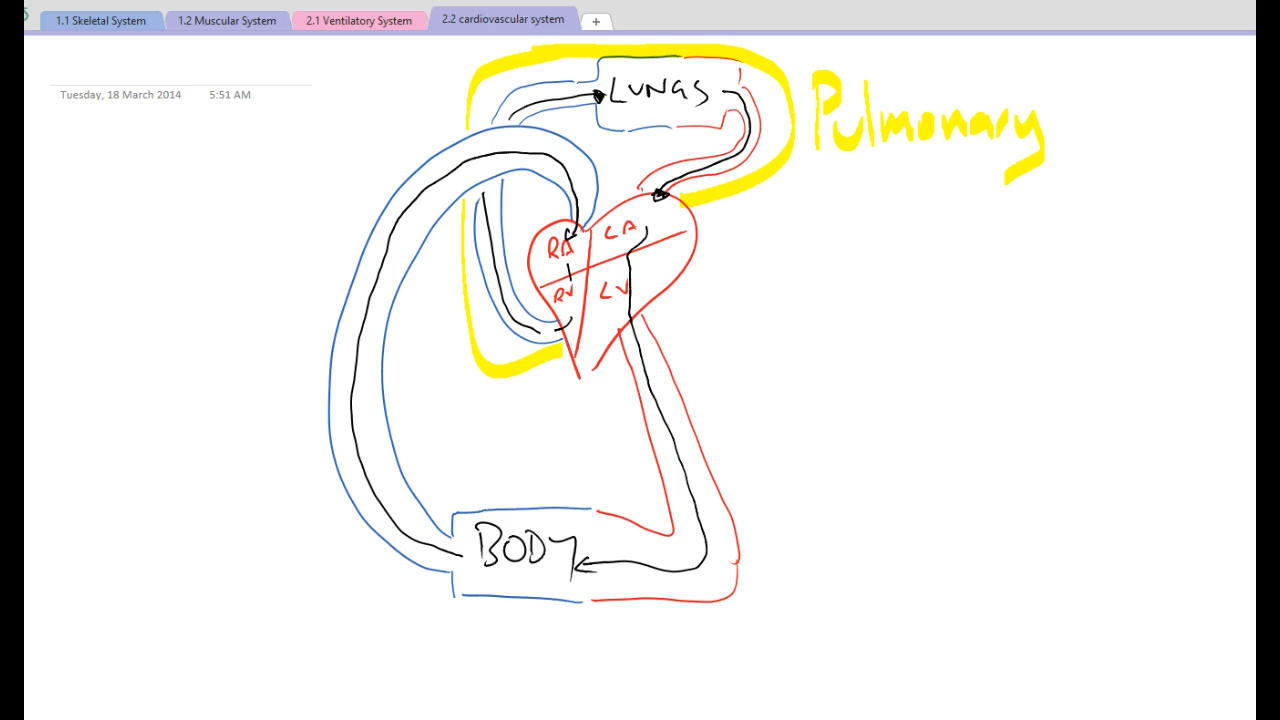 1.1 Skeletal System
1.2 Muscular System
2.1 Ventilatory System
2.2 cardiovascular system
Tuesday, 18 March 2014 5:51 AM
LUNGS
Pulmonary
RA
LA
RV
LV
BODY